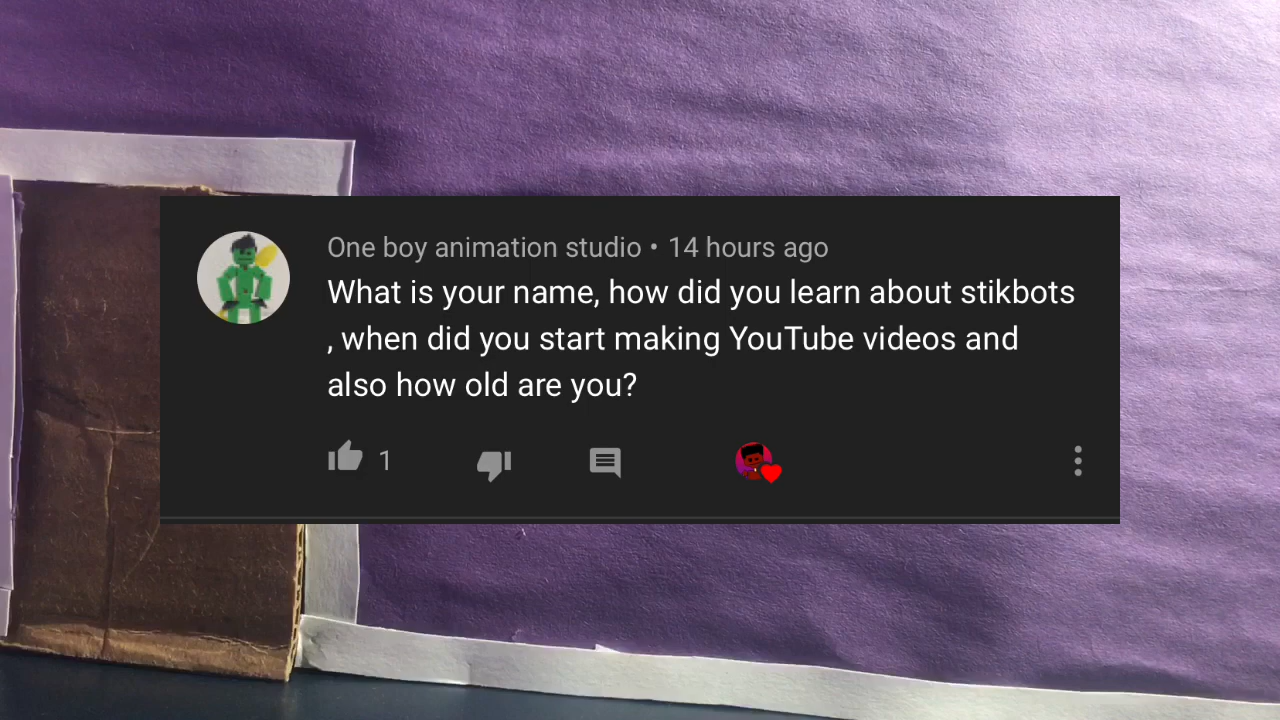 One boy animation studio • 14 hours ago
What is your name, how did you learn about stikbots
, when did you start making YouTube videos and
also how old are you?
1